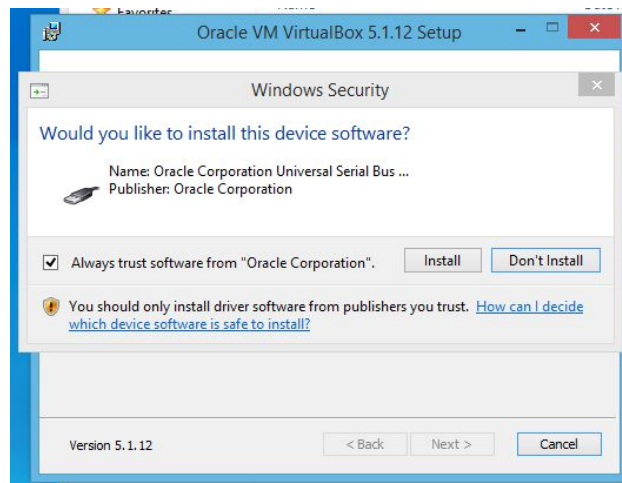 Favorites
Oracle VM VirtualBox 5.1.12 Setup
Windows Security
Would you like to install this device software?
Name: Oracle Corporation Universal Serial Bus ...
Publisher: Oracle Corporation
Always trust software from "Oracle Corporation".
Install
Don't Install
You should only install driver software from publishers you trust. How can I decide
which device software is safe to install?
Version 5.1.12
< Back
Next >
Cancel